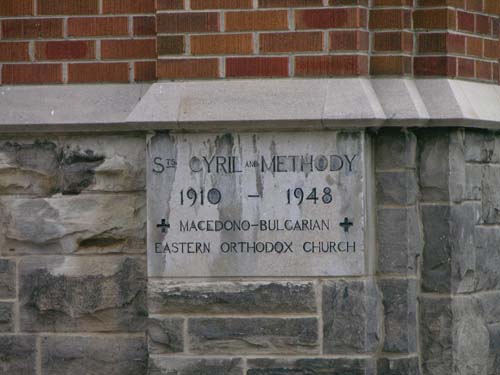 STS CYRIL AND METHODY
1910 - 1948
MACEDONO-BULGARIAN
EASTERN ORTHODOX CHURCH